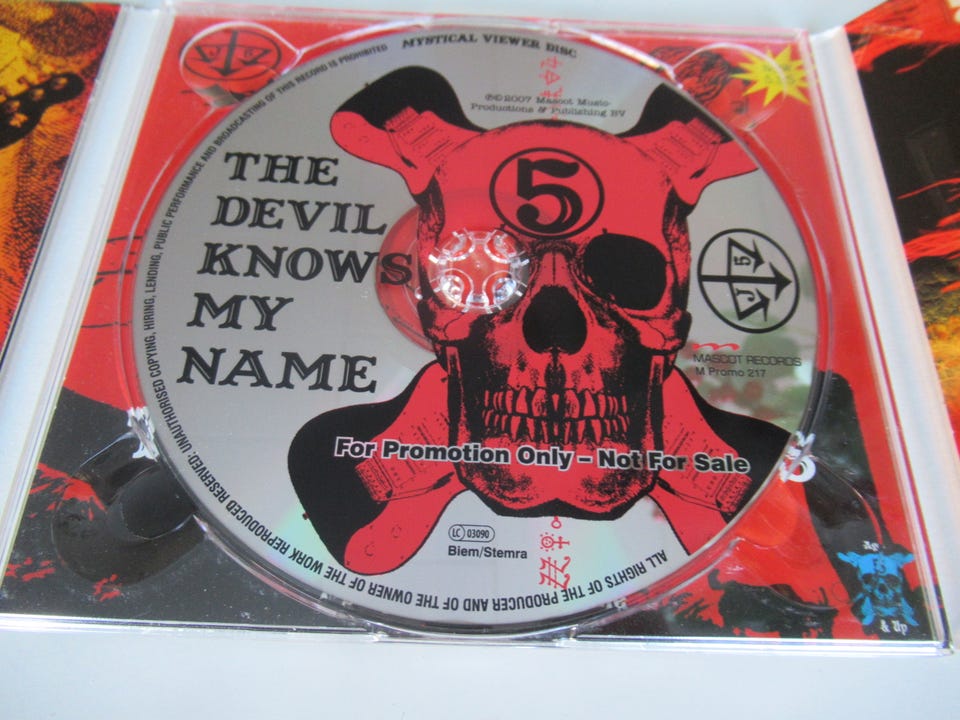 MYSTICAL VIEWER DISC
℗©2007 Mascot Music-
Productions & Publishing BV
THE
DEVIL
KNOWS
MY
NAME
5
5
J
MASCOT RECORDS
M Promo 217
For Promotion Only – Not For Sale
LC 03090
Biem/Stemra
ALL RIGHTS OF THE PRODUCER AND OF THE OWNER OF THE WORK REPRODUCED RESERVED. UNAUTHORISED COPYING, HIRING, LENDING, PUBLIC PERFORMANCE AND BROADCASTING OF THIS RECORD IS PROHIBITED
& Up